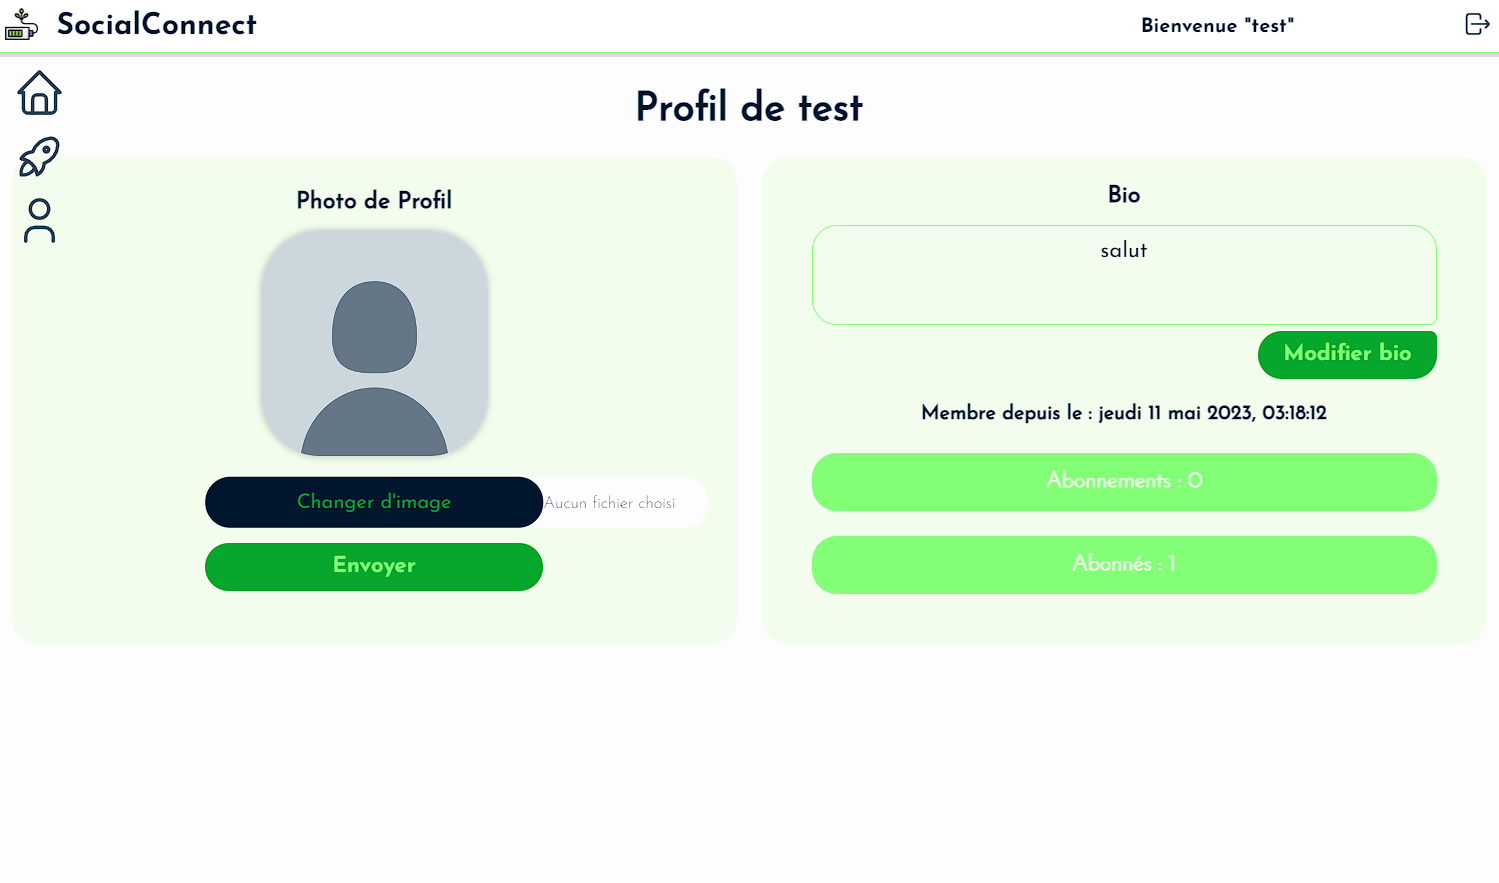 SocialConnect
Bienvenue "test"
Profil de test
Photo de Profil
Changer d'image
Aucun fichier choisi
Envoyer
Bio
salut
Modifier bio
Membre depuis le : jeudi 11 mai 2023, 03:18:12
Abonnements : 0
Abonnés : 1